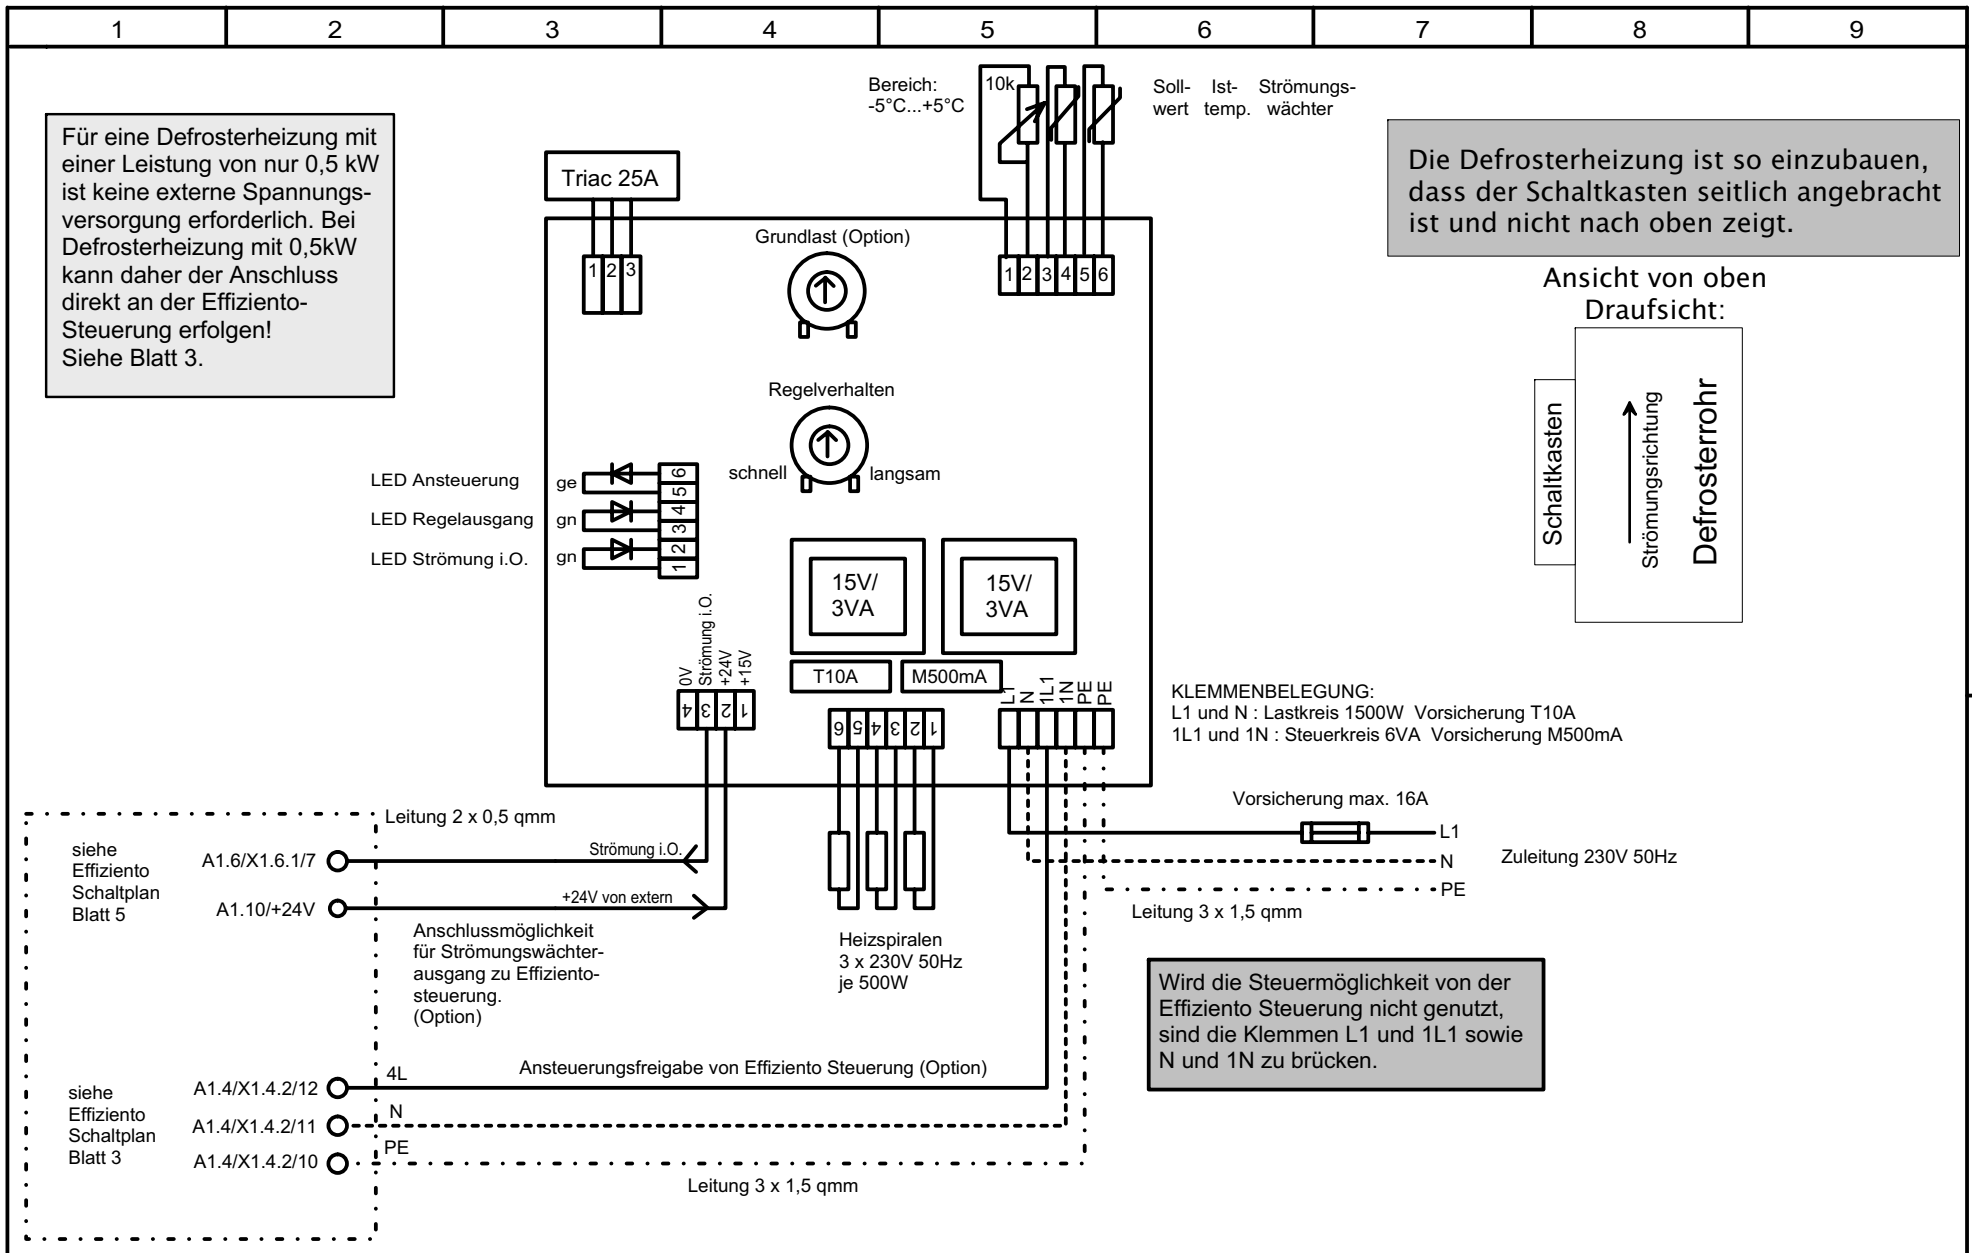 1 2 3 4 5 6 7 8 9
Für eine Defrosterheizung mit
einer Leistung von nur 0,5 kW
ist keine externe Spannungs-
versorgung erforderlich. Bei
Defrosterheizung mit 0,5kW
kann daher der Anschluss
direkt an der Effiziento-
Steuerung erfolgen!
Siehe Blatt 3.
Bereich:
-5°C...+5°C
10k
Soll- Ist- Strömungs-
wert temp. wächter
Die Defrosterheizung ist so einzubauen,
dass der Schaltkasten seitlich angebracht
ist und nicht nach oben zeigt.
Triac 25A
1 2 3
Grundlast (Option)
1 2 3 4 5 6
Ansicht von oben
Draufsicht:
Schaltkasten
Strömungsrichtung
Defrosterrohr
Regelverhalten
schnell
langsam
LED Ansteuerung
ge
LED Regelausgang
gn
LED Strömung i.O.
gn
6
5
4
3
2
1
15V/
3VA
15V/
3VA
T10A
M500mA
0V
Strömung i.O.
+24V
+15V
4 3 2 1
6 5 4 3 2 1
L1
N
1L1
1N
PE
PE
KLEMMENBELEGUNG:
L1 und N : Lastkreis 1500W Vorsicherung T10A
1L1 und 1N : Steuerkreis 6VA Vorsicherung M500mA
Vorsicherung max. 16A
L1
N
PE
Zuleitung 230V 50Hz
Leitung 3 x 1,5 qmm
Leitung 2 x 0,5 qmm
siehe
Effiziento
Schaltplan
Blatt 5
A1.6/X1.6.1/7
A1.10/+24V
Strömung i.O.
+24V von extern
Anschlussmöglichkeit
für Strömungswächter-
ausgang zu Effiziento-
steuerung.
(Option)
Heizspiralen
3 x 230V 50Hz
je 500W
Wird die Steuermöglichkeit von der
Effiziento Steuerung nicht genutzt,
sind die Klemmen L1 und 1L1 sowie
N und 1N zu brücken.
siehe
Effiziento
Schaltplan
Blatt 3
A1.4/X1.4.2/12
A1.4/X1.4.2/11
A1.4/X1.4.2/10
4L
N
PE
Ansteuerungsfreigabe von Effiziento Steuerung (Option)
Leitung 3 x 1,5 qmm